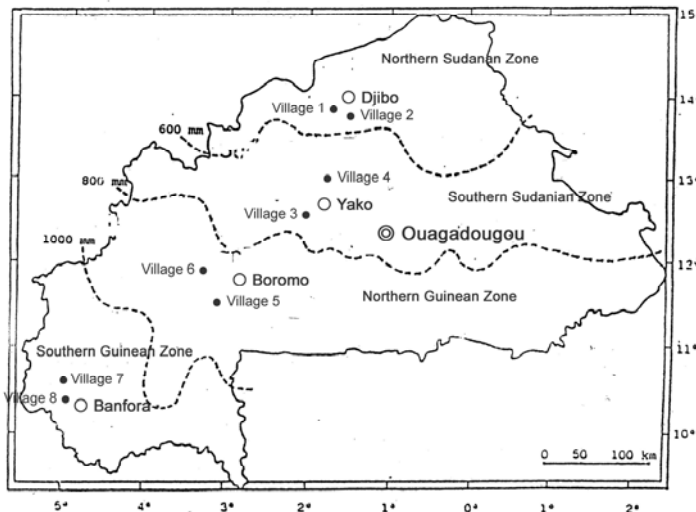 15
Northern Sudanan Zone
Djibo
Village 1
Village 2
14°
600 mm
Village 4
13°
800 mm
Southern Sudanian Zone
Yako
Village 3
Ouagadougou
1000 mm
12°
Village 6
Boromo
Northern Guinean Zone
Village 5
Southern Guinean Zone
11°
Village 7
Village 8
Banfora
10°
0 50 100 km
5° 4° 3° 2° 1° 0° 1° 2°